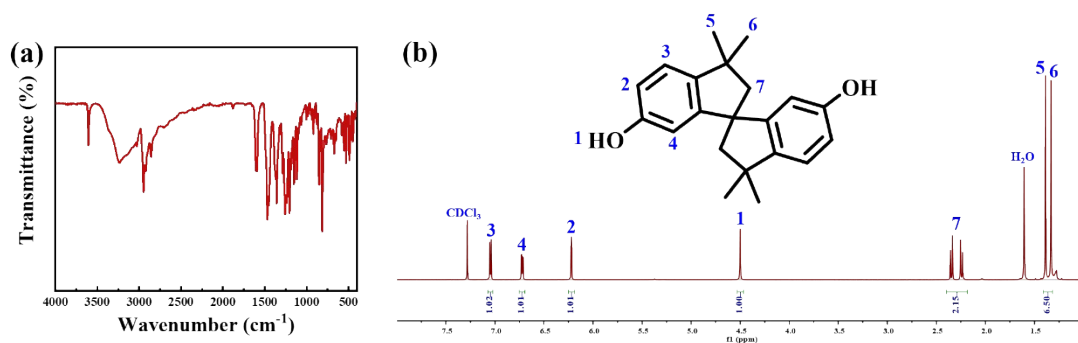 (a)
Transmittance (%)
4000 3500 3000 2500 2000 1500 1000 500
Wavenumber (cm-1)
(b)
5 6
3
2 7
OH
1 HO 4
5 6
H2O
CDCl3
3 4 2 1 7
1.02 1.01 1.01 1.00 2.15 6.50
7.5 7.0 6.5 6.0 5.5 5.0 4.5 4.0 3.5 3.0 2.5 2.0 1.5
f1 (ppm)